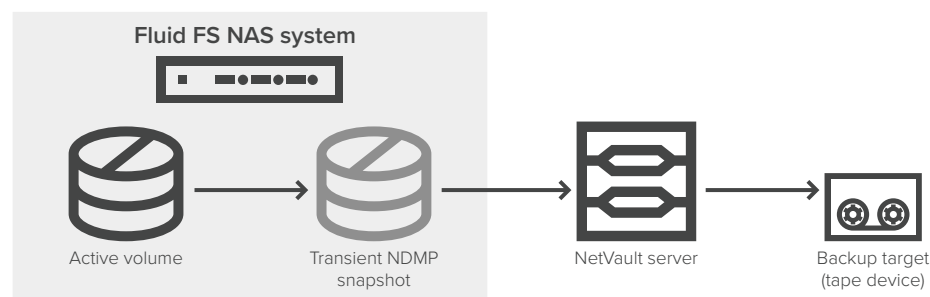 Fluid FS NAS system
Active volume
Transient NDMP
snapshot
NetVault server
Backup target
(tape device)